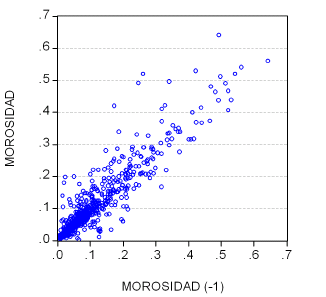 MOROSIDAD
.7
.6
.5
.4
.3
.2
.1
.0
.0 .1 .2 .3 .4 .5 .6 .7
MOROSIDAD (-1)